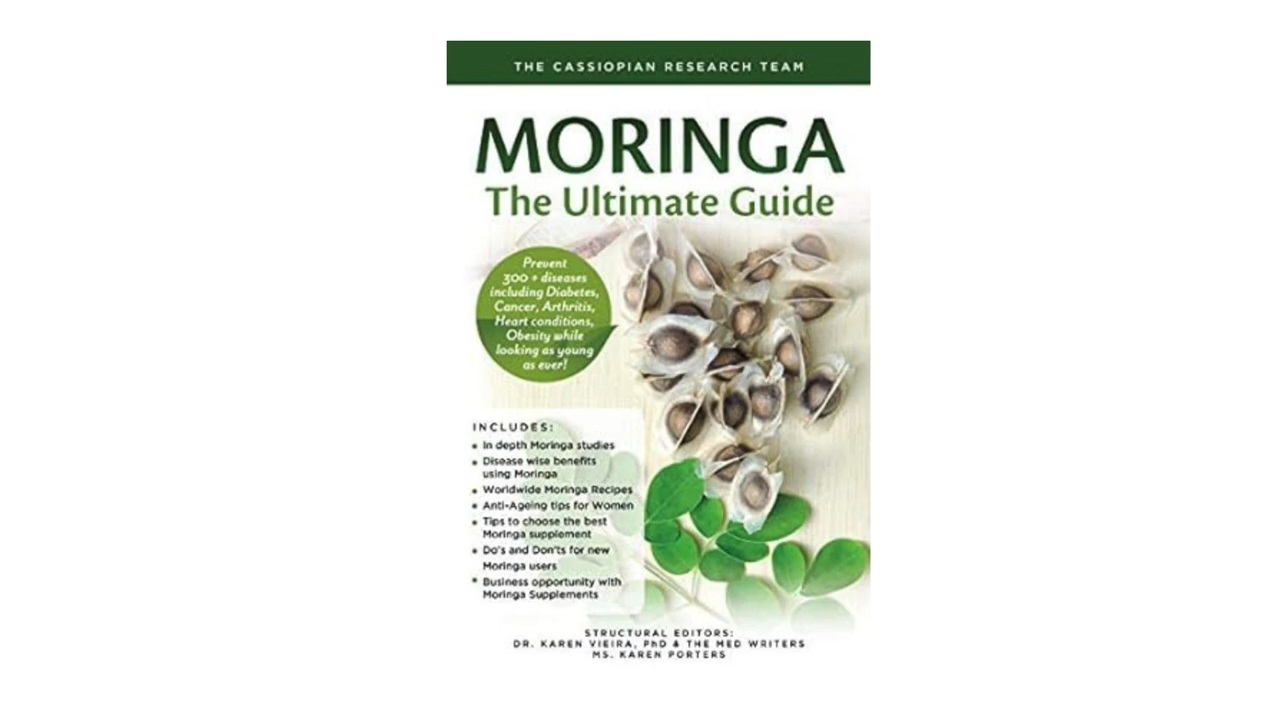 THE CASSIOPIAN RESEARCH TEAM
MORINGA
The Ultimate Guide
Prevent
300 + diseases
including Diabetes,
Cancer, Arthritis,
Heart conditions,
Obesity while
looking as young
as ever!
INCLUDES:
• In depth Moringa studies
• Disease wise benefits
using Moringa
• Worldwide Moringa Recipes
• Anti-Ageing tips for Women
• Tips to choose the best
Moringa supplement
• Do's and Don'ts for new
Moringa users
• Business opportunity with
Moringa Supplements
STRUCTURAL EDITORS:
DR. KAREN VIEIRA, PhD & THE MED WRITERS
MS. KAREN PORTERS